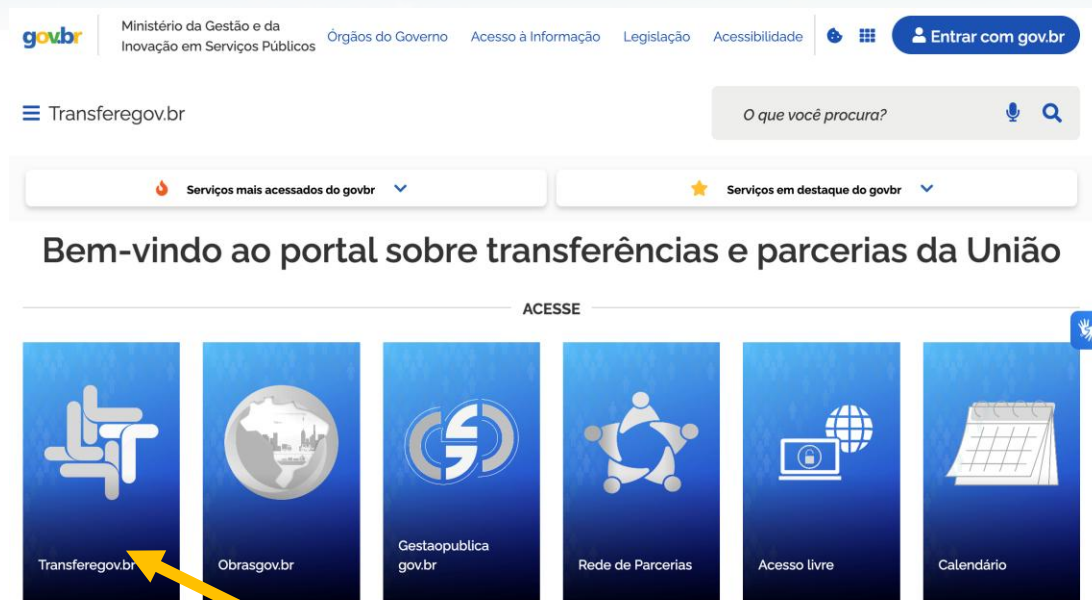 gov.br
Ministério da Gestão e da
Inovação em Serviços Públicos
Órgãos do Governo Acesso à Informação Legislação Acessibilidade Entrar com gov.br
Transferegov.br
O que você procura?
Serviços mais acessados do govbr Serviços em destaque do govbr
Bem-vindo ao portal sobre transferências e parcerias da União
ACESSE
Transferegov.br
Obrasgov.br
Gestaopublica
gov.br
Rede de Parcerias
Acesso livre
Calendário